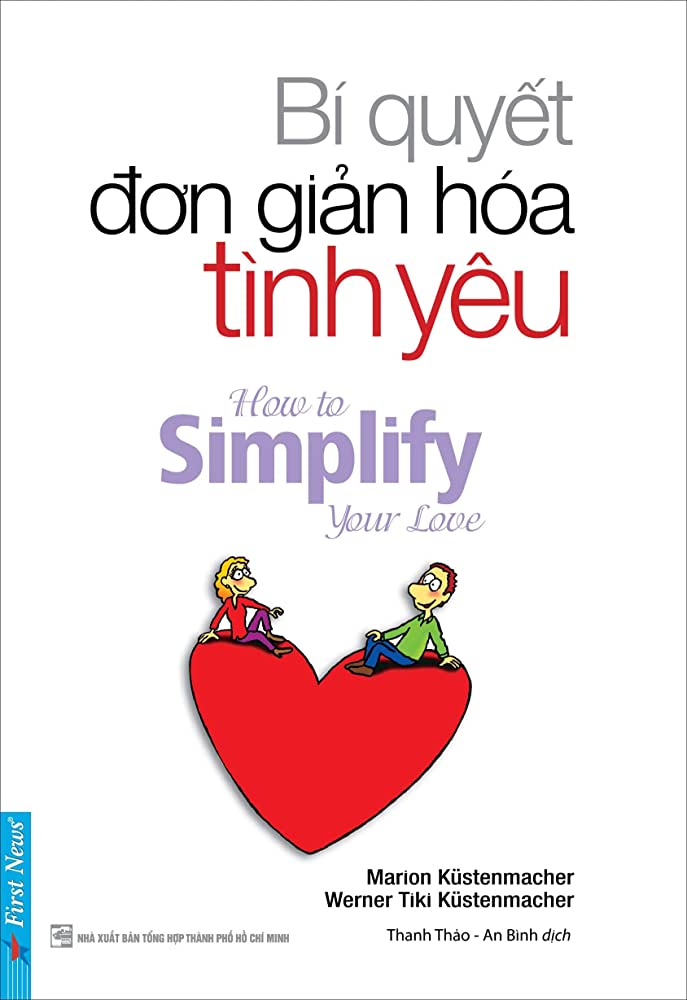 Bí quyết
đơn giản hóa
tình yêu
How to
Simplify
Your Love
Marion Küstenmacher
Werner Tiki Küstenmacher
Thanh Thảo - An Bình dịch
NHÀ XUẤT BẢN TỔNG HỢP THÀNH PHỐ HỒ CHÍ MINH
First News®